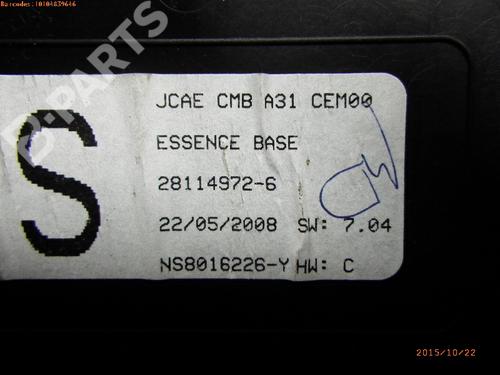 Barcodes:10104839646
JCAE CMB A31 CEM00
ESSENCE BASE
28114972-6
22/05/2008 SW: 7.04
NS8016226-Y HW: C
S
B-PARTS
2015/10/22